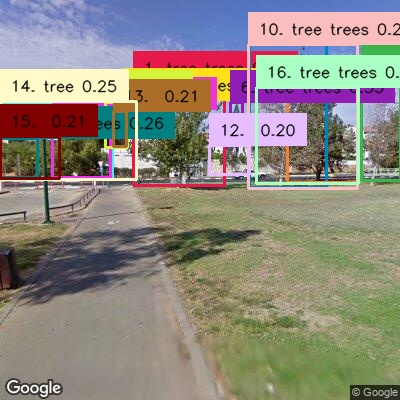 10. tree trees 0.2
1. tree trees
16. tree trees 0.
14. tree 0.25
13. 0.21
15. 0.21
trees 0.26
12. 0.20
Google
© Google